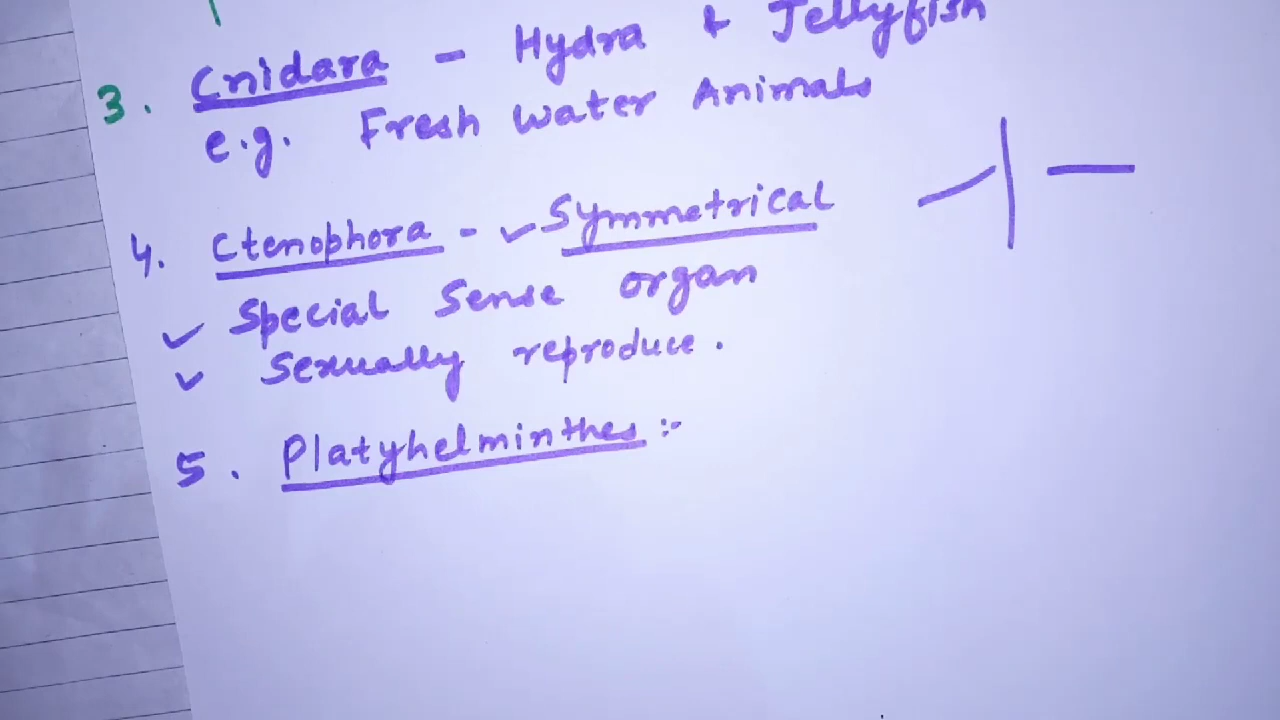 3. Cnidara - Hydra & Jellyfish
e.g. Fresh water Animals
4. Ctenophora - ✓ Symmetrical
✓ Special Sense organ
✓ Sexually reproduce.
5. Platyhelminthes :-